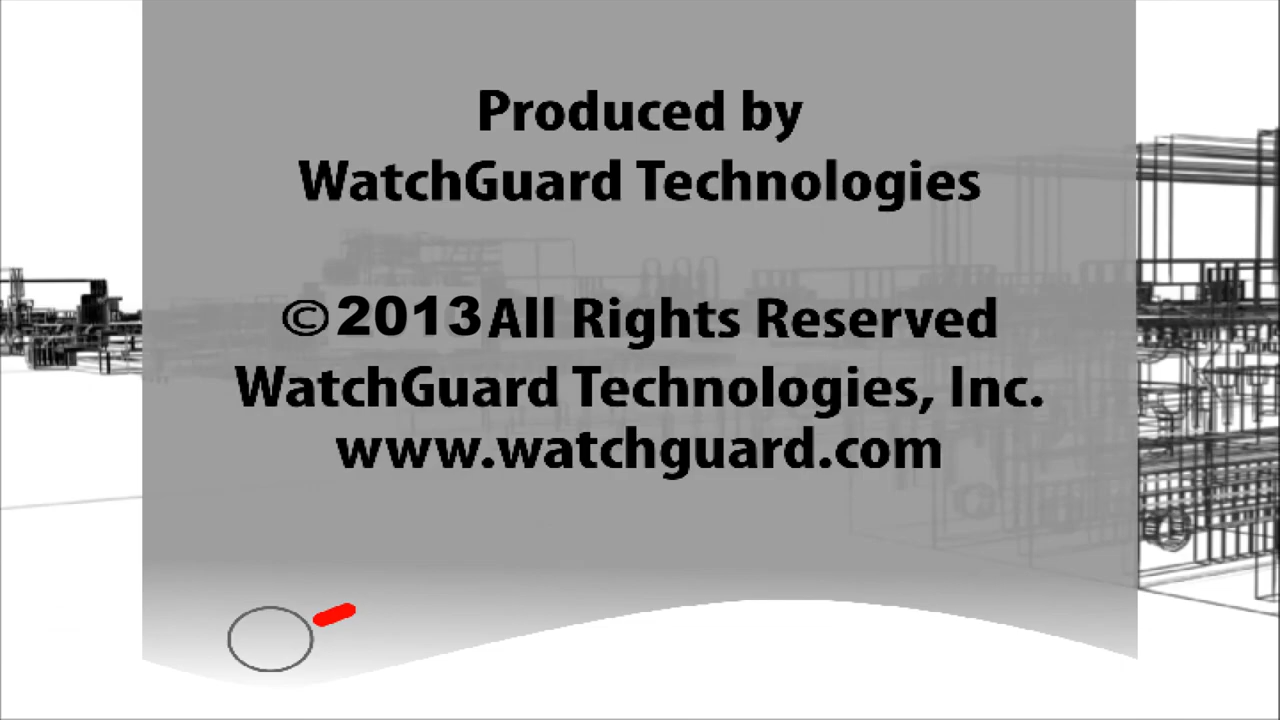 Produced by
WatchGuard Technologies
© 2013 All Rights Reserved
WatchGuard Technologies, Inc.
www.watchguard.com